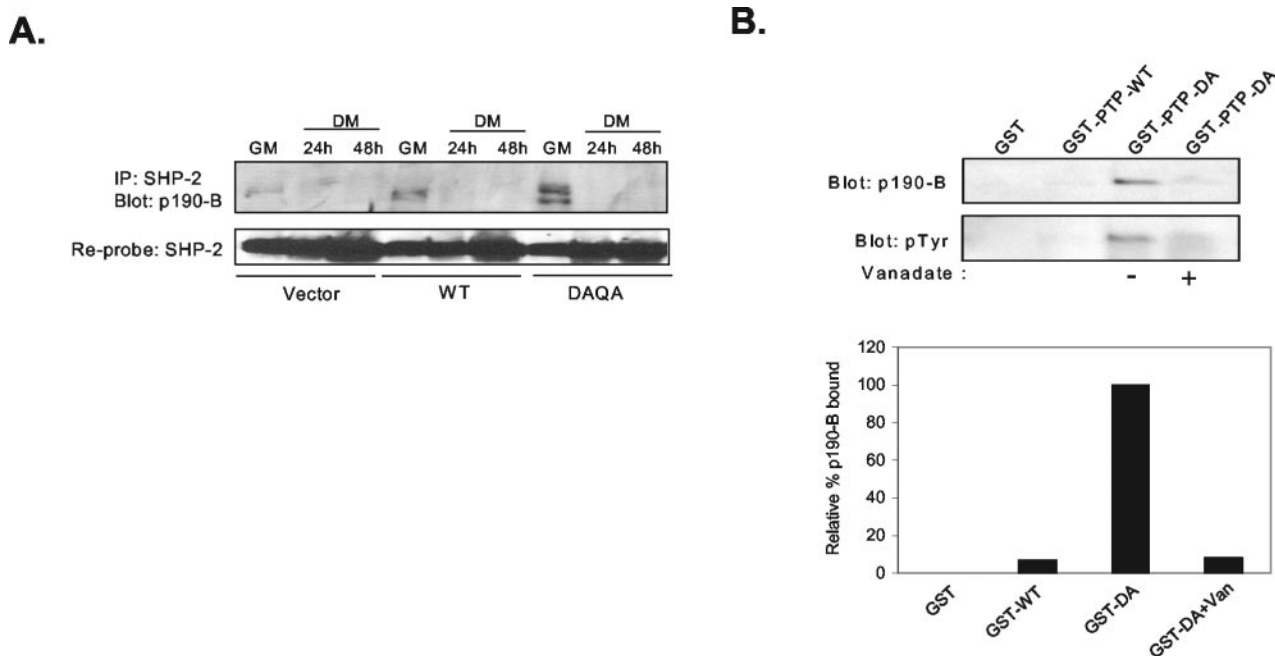 A.
DM DM DM
GM 24h 48h GM 24h 48h GM 24h 48h
IP: SHP-2
Blot: p190-B
Re-probe: SHP-2
Vector WT DAQA
B.
GST GST-PTP-WT GST-PTP-DA GST-PTP-DA
Blot: p190-B
Blot: pTyr
Vanadate : - +
Relative % p190-B bound
120
100
80
60
40
20
0
GST GST-WT GST-DA GST-DA+Van